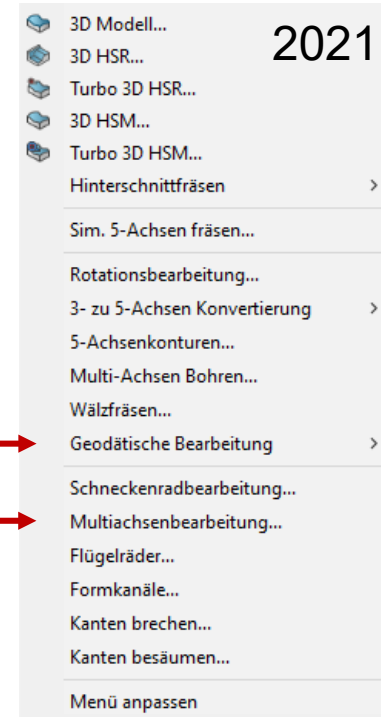 2021
3D Modell...
3D HSR...
Turbo 3D HSR...
3D HSM...
Turbo 3D HSM...
Hinterschnittfräsen
Sim. 5-Achsen fräsen...
Rotationsbearbeitung...
3- zu 5-Achsen Konvertierung
5-Achsenkonturen...
Multi-Achsen Bohren...
Wälzfräsen...
Geodätische Bearbeitung
Schneckenradbearbeitung...
Multiachsenbearbeitung...
Flügelräder...
Formkanäle...
Kanten brechen...
Kanten besäumen...
Menü anpassen